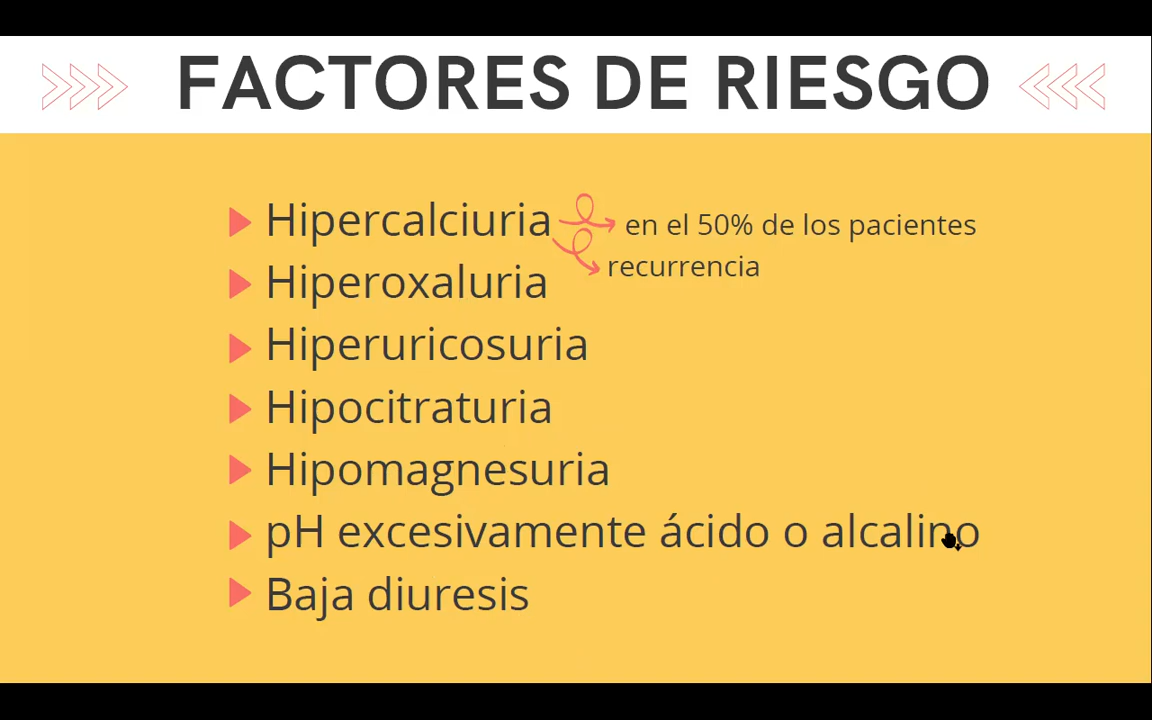 FACTORES DE RIESGO
Hipercalciuria
en el 50% de los pacientes
recurrencia
Hiperoxaluria
Hiperuricosuria
Hipocitraturia
Hipomagnesuria
pH excesivamente ácido o alcalino
Baja diuresis